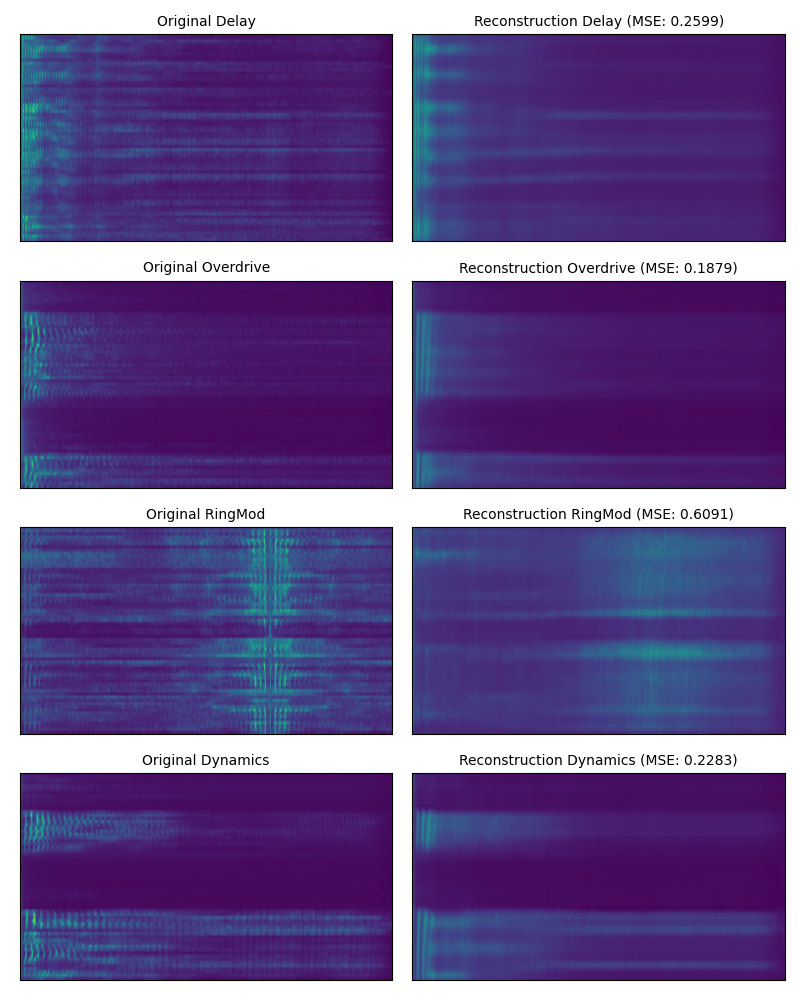 Original Delay
Reconstruction Delay (MSE: 0.2599)
Original Overdrive
Reconstruction Overdrive (MSE: 0.1879)
Original RingMod
Reconstruction RingMod (MSE: 0.6091)
Original Dynamics
Reconstruction Dynamics (MSE: 0.2283)